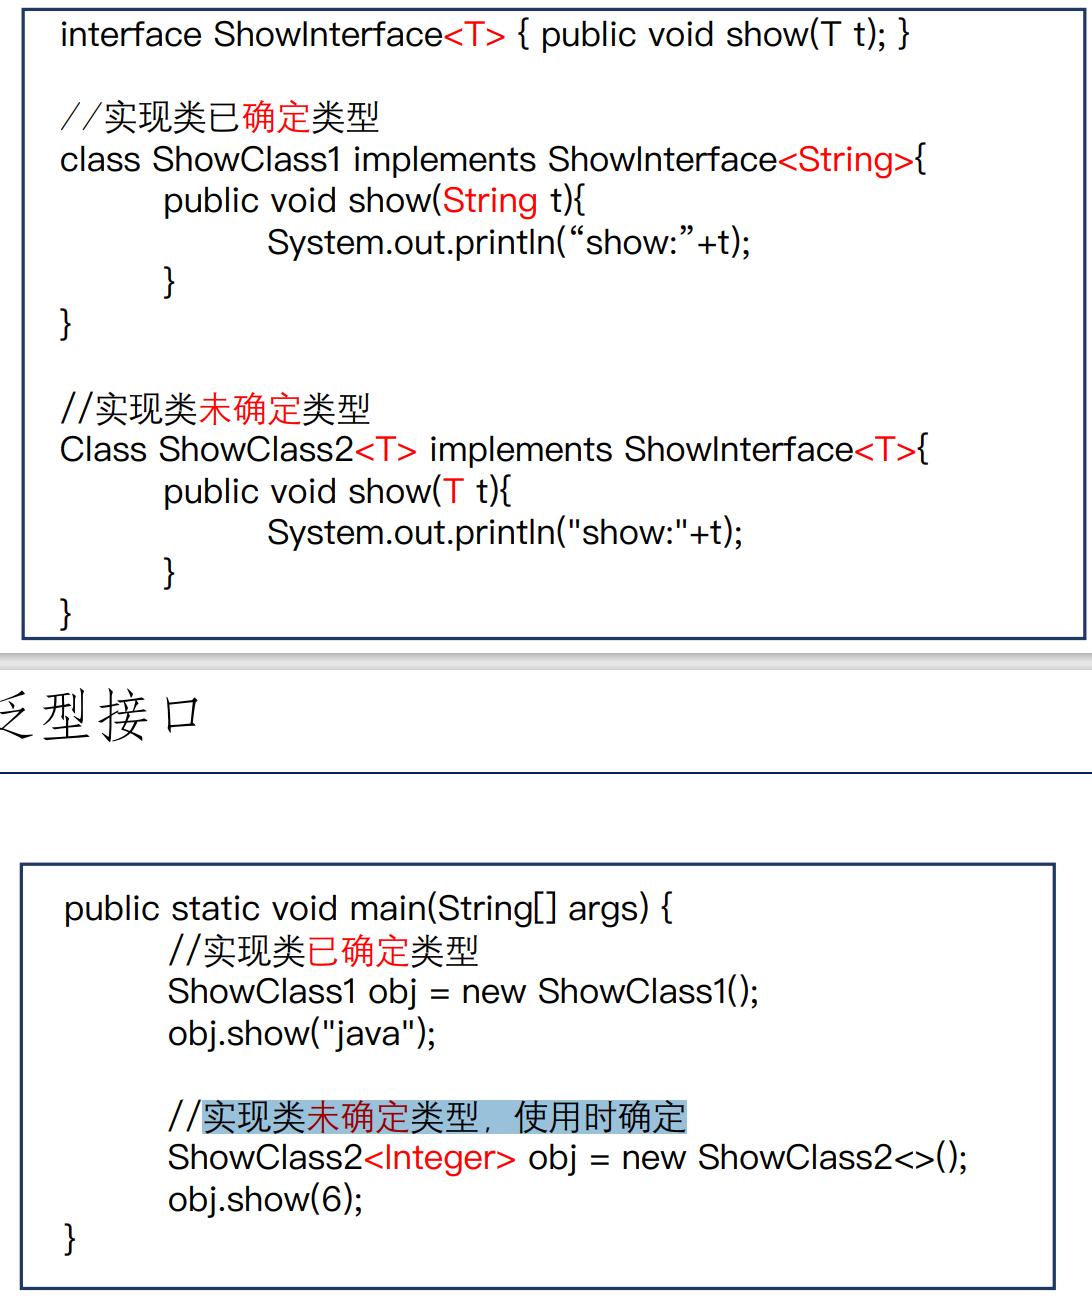 interface ShowInterface<T> { public void show(T t); }
//实现类已确定类型
class ShowClass1 implements ShowInterface<String>{
public void show(String t){
System.out.println(“show:”+t);
}
}
//实现类未确定类型
Class ShowClass2<T> implements ShowInterface<T>{
public void show(T t){
System.out.println("show:"+t);
}
}
泛型接口
public static void main(String[] args) {
//实现类已确定类型
ShowClass1 obj = new ShowClass1();
obj.show("java");
//实现类未确定类型，使用时确定
ShowClass2<Integer> obj = new ShowClass2<>();
obj.show(6);
}